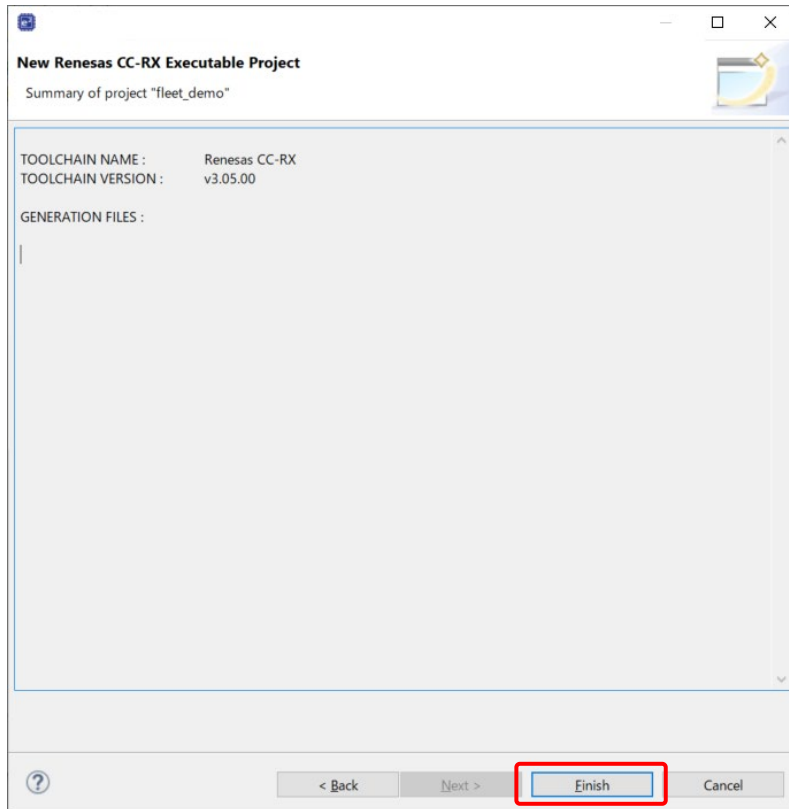 New Renesas CC-RX Executable Project
Summary of project "fleet_demo"
TOOLCHAIN NAME : Renesas CC-RX
TOOLCHAIN VERSION : v3.05.00
GENERATION FILES :
< Back Next > Finish Cancel